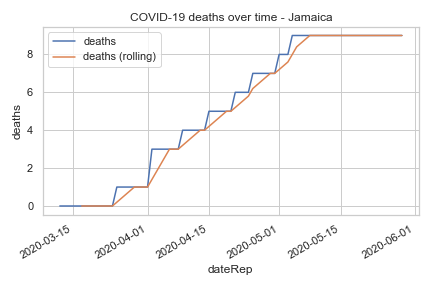 COVID-19 deaths over time - Jamaica
deaths
deaths (rolling)
8
6
4
2
0
deaths
2020-03-15
2020-04-01
2020-04-15
2020-05-01
2020-05-15
2020-06-01
dateRep